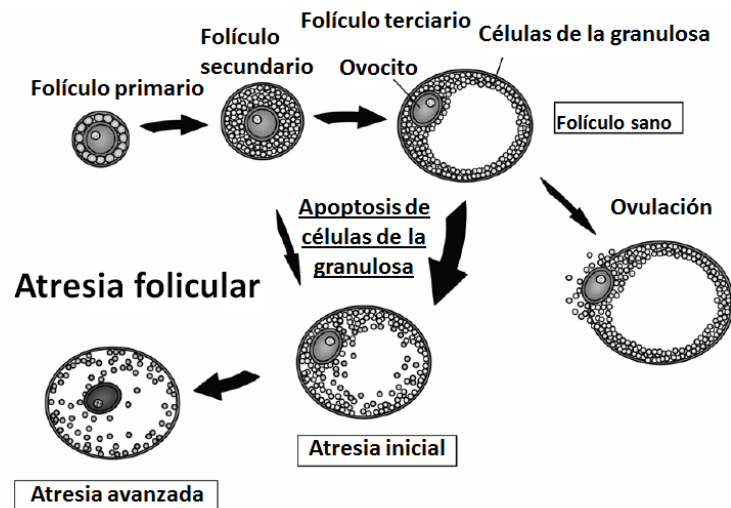 Folículo primario
Folículo
secundario
Folículo terciario
Ovocito
Células de la granulosa
Folículo sano
Apoptosis de
células de la
granulosa
Ovulación
Atresia folicular
Atresia inicial
Atresia avanzada